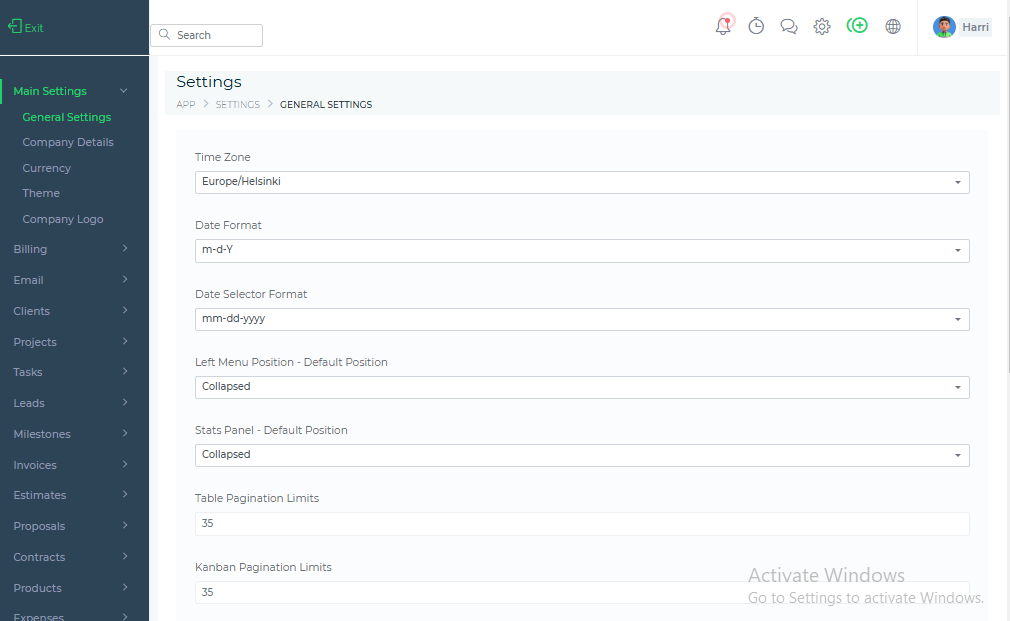 Exit
Search
Harri
Main Settings
General Settings
Company Details
Currency
Theme
Company Logo
Billing
Email
Clients
Projects
Tasks
Leads
Milestones
Invoices
Estimates
Proposals
Contracts
Products
Expenses
Settings
APP > SETTINGS > GENERAL SETTINGS
Time Zone
Europe/Helsinki
Date Format
m-d-Y
Date Selector Format
mm-dd-yyyy
Left Menu Position - Default Position
Collapsed
Stats Panel - Default Position
Collapsed
Table Pagination Limits
35
Kanban Pagination Limits
35
Activate Windows
Go to Settings to activate Windows.